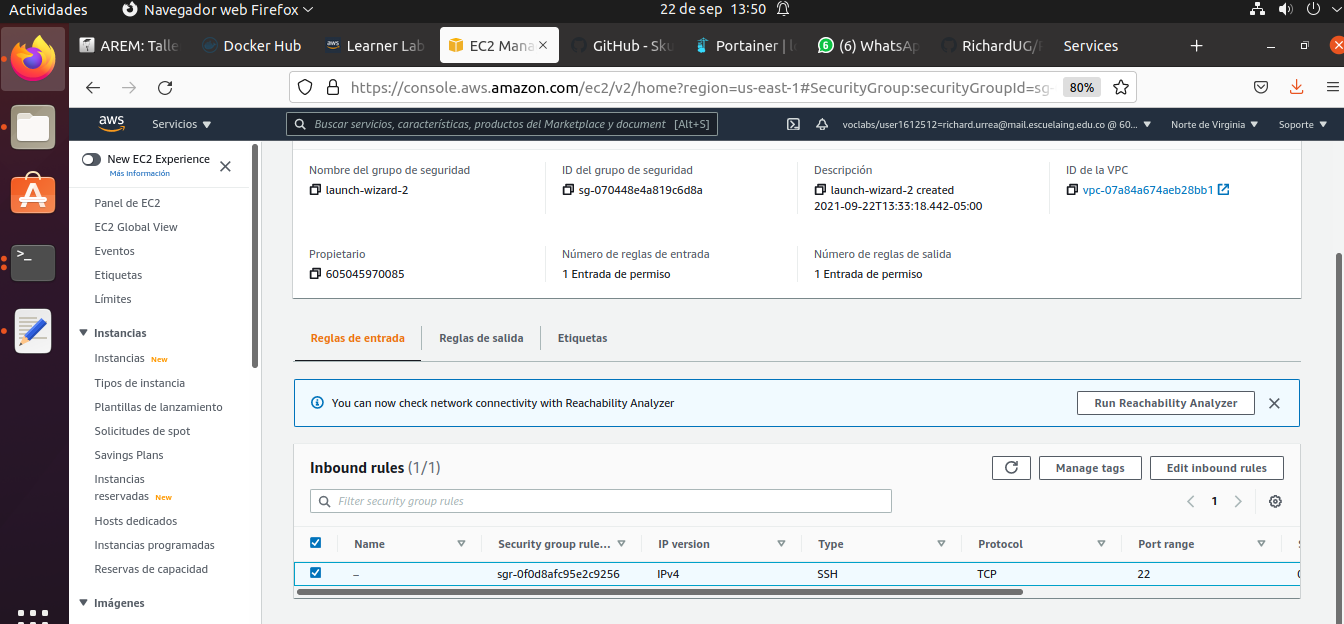 Actividades
Navegador web Firefox
22 de sep 13:50
AREM: Talle
Docker Hub
aws
Learner Lab
EC2 Mana
GitHub - Sku
Portainer | lo
6
(6) WhatsAp
RichardUG/
Services
https://console.aws.amazon.com/ec2/v2/home?region=us-east-1#SecurityGroup:securityGroupId=sg-
80%
aws
Servicios
Buscar servicios, características, productos del Marketplace y document [Alt+S]
voclabs/user1612512=richard.urrea@mail.escuelaing.edu.co @ 60...
Norte de Virginia
Soporte
New EC2 Experience
Más información
Panel de EC2
EC2 Global View
Eventos
Etiquetas
Límites
Instancias
Instancias New
Tipos de instancia
Plantillas de lanzamiento
Solicitudes de spot
Savings Plans
Instancias
reservadas New
Hosts dedicados
Instancias programadas
Reservas de capacidad
Imágenes
Nombre del grupo de seguridad
launch-wizard-2
ID del grupo de seguridad
sg-070448e4a819c6d8a
Descripción
launch-wizard-2 created
2021-09-22T13:33:18.442-05:00
ID de la VPC
vpc-07a84a674aeb28bb1
Propietario
605045970085
Número de reglas de entrada
1 Entrada de permiso
Número de reglas de salida
1 Entrada de permiso
Reglas de entrada
Reglas de salida
Etiquetas
You can now check network connectivity with Reachability Analyzer
Run Reachability Analyzer
Inbound rules (1/1)
Manage tags
Edit inbound rules
Filter security group rules
1
Name
Security group rule...
IP version
Type
Protocol
Port range
–
sgr-0f0d8afc95e2c9256
IPv4
SSH
TCP
22